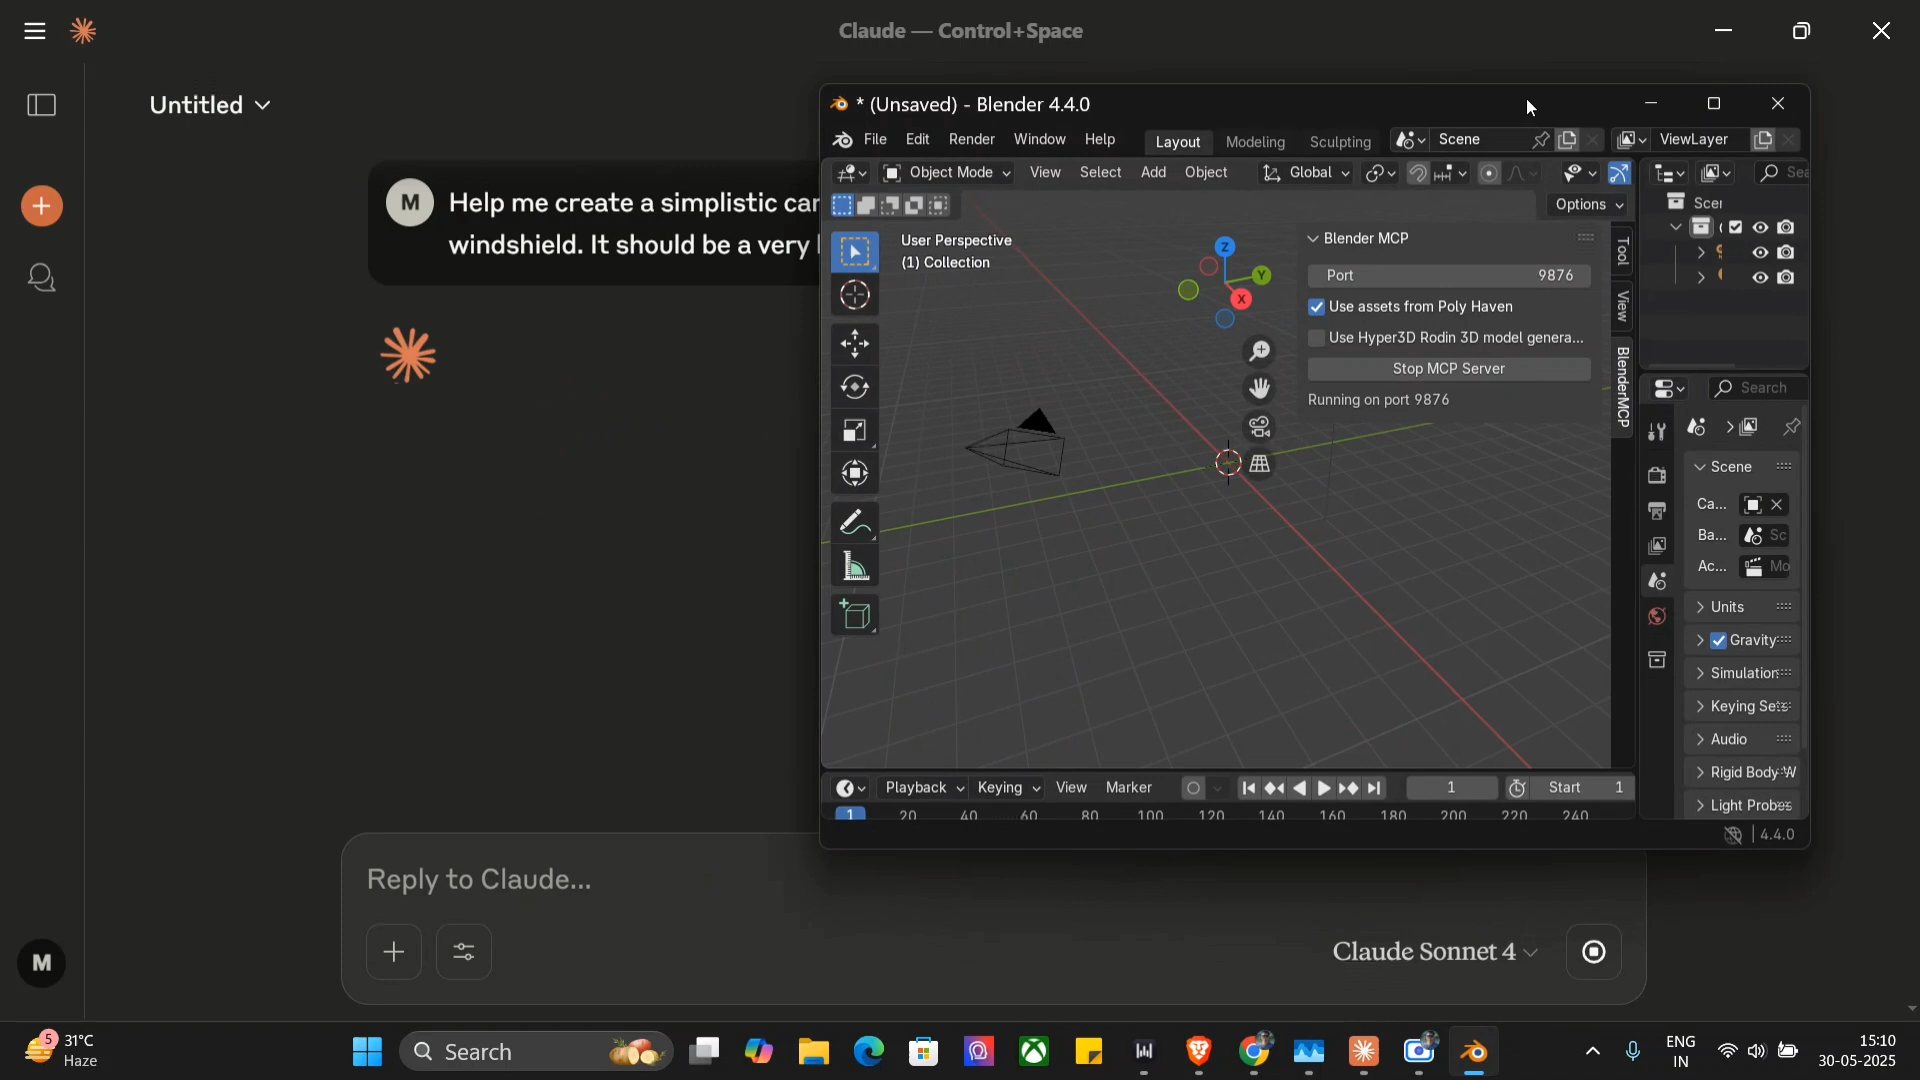 Claude — Control+Space
Untitled
M
Help me create a simplistic car
windshield. It should be a very
* (Unsaved) - Blender 4.4.0
File Edit Render Window Help Layout Modeling Sculpting Scene ViewLayer
Object Mode View Select Add Object Global
Options
User Perspective
(1) Collection
Z
Y
X
Blender MCP
Port 9876
Use assets from Poly Haven
Use Hyper3D Rodin 3D model genera...
Stop MCP Server
Running on port 9876
Tool
View
BlenderMCP
Sea
Scer
Search
Scene
Ca...
Ba... Sc
Ac... Mo
Units
Gravity
Simulation
Keying Sets
Audio
Rigid Body W
Light Probes
Playback Keying View Marker 1 Start 1
1 20 40 60 80 100 120 140 160 180 200 220 240
4.4.0
Reply to Claude...
Claude Sonnet 4
M
5
31°C
Haze
Search
ENG
IN
15:10
30-05-2025